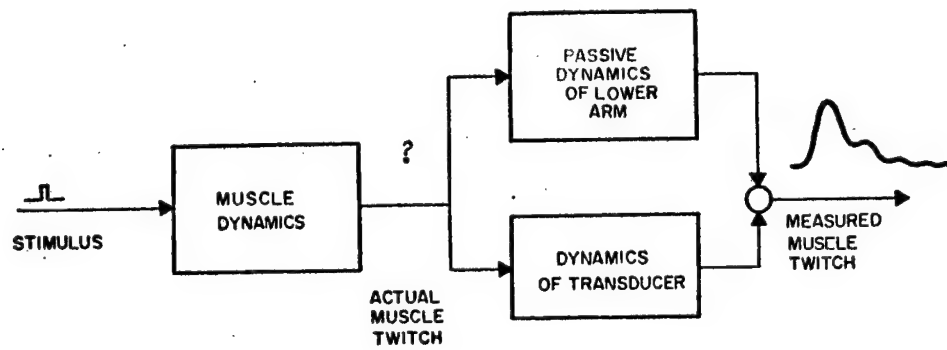 PASSIVE
DYNAMICS
OF LOWER
ARM
?
MUSCLE
DYNAMICS
STIMULUS
DYNAMICS
OF TRANSDUCER
MEASURED
MUSCLE
TWITCH
ACTUAL
MUSCLE
TWITCH